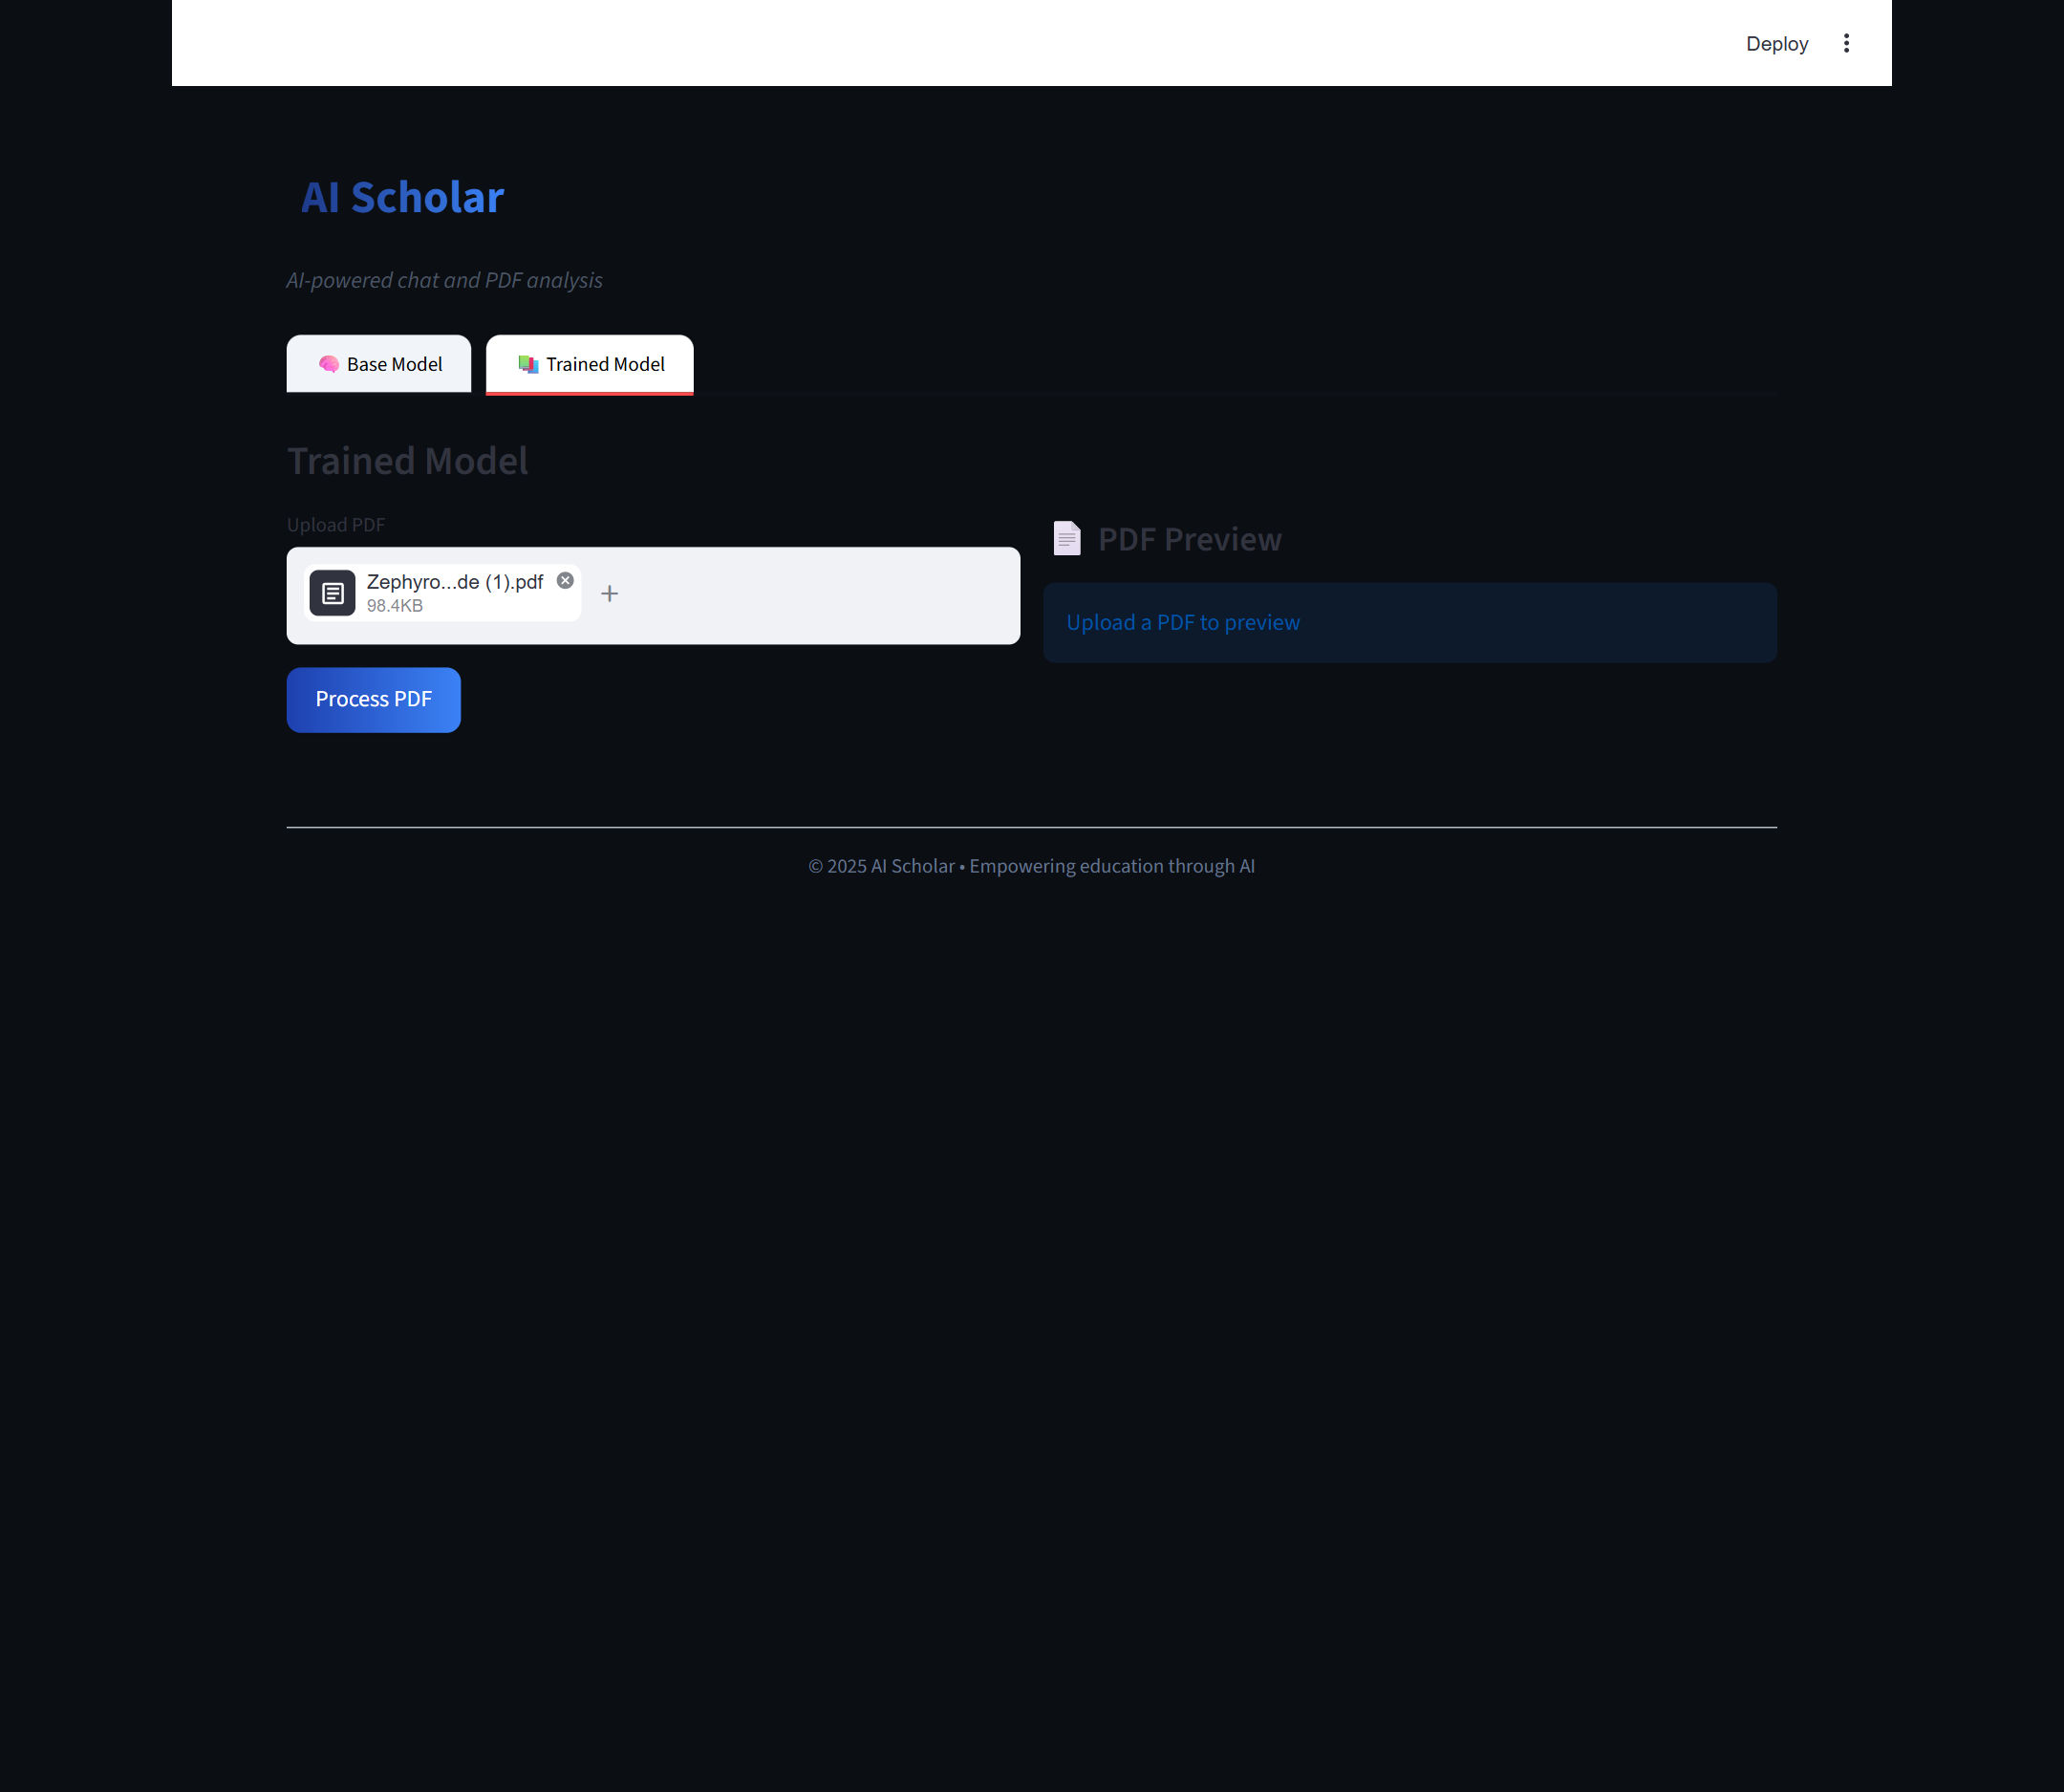 Deploy
AI Scholar
AI-powered chat and PDF analysis
Base Model
Trained Model
Trained Model
Upload PDF
Zephyro...de (1).pdf
98.4KB
Process PDF
PDF Preview
Upload a PDF to preview
© 2025 AI Scholar • Empowering education through AI